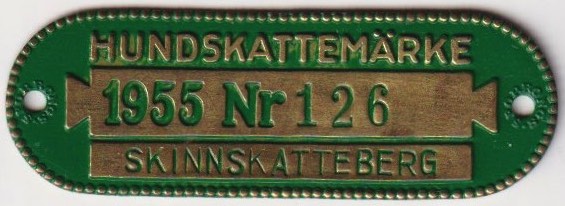 HUNDSKATTEMÄRKE
1955 Nr 126
SKINNSKATTEBERG